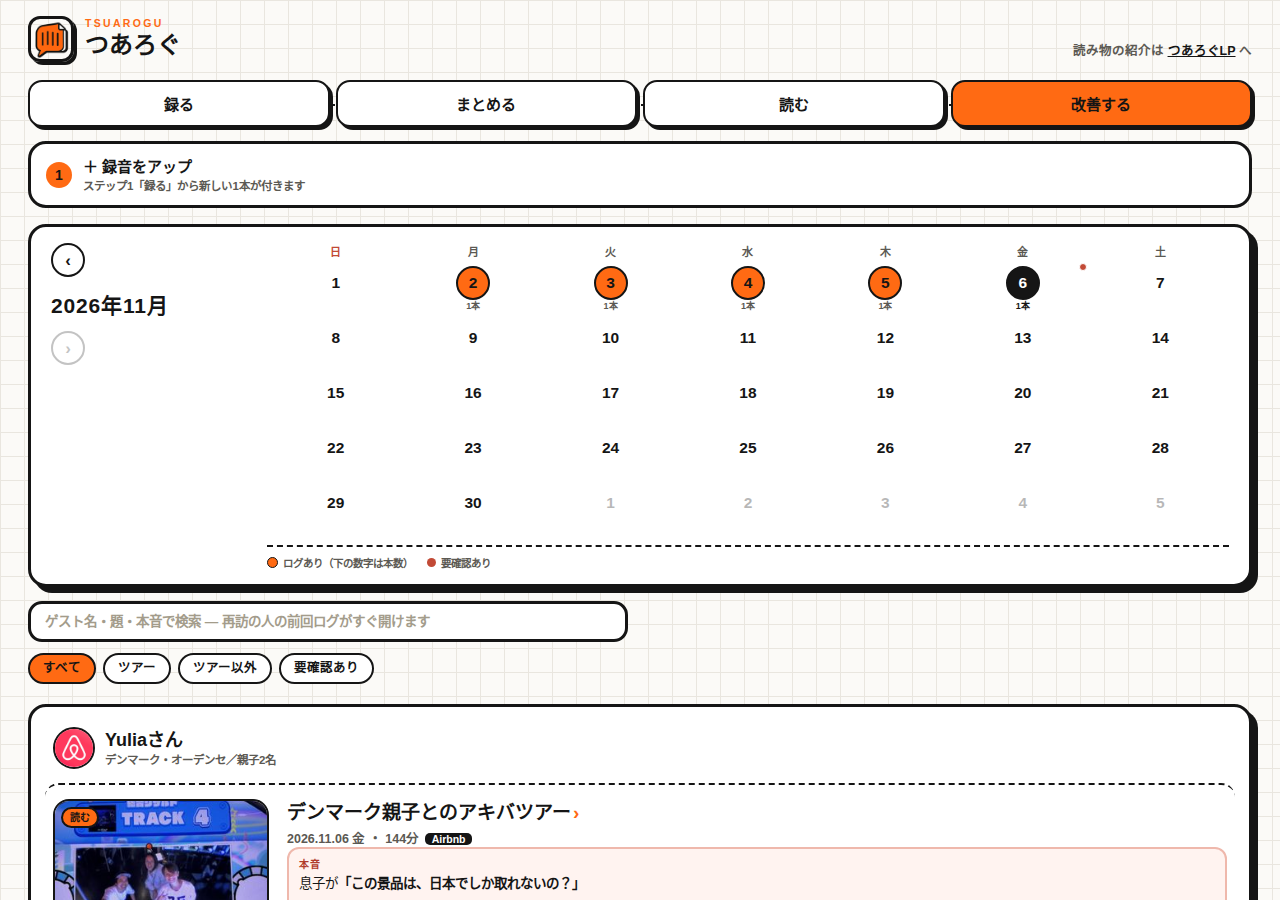 TSUAROGU
つあろぐ
読み物の紹介は つあろぐLP へ
録る
まとめる
読む
改善する
1
＋ 録音をアップ
ステップ1「録る」から新しい1本が付きます
‹
2026年11月
›
日 月 火 水 木 金 土
1 2 3 4 5 6 7
1本 1本 1本 1本 1本
8 9 10 11 12 13 14
15 16 17 18 19 20 21
22 23 24 25 26 27 28
29 30 1 2 3 4 5
ログあり（下の数字は本数） 要確認あり
ゲスト名・題・本音で検索 — 再訪の人の前回ログがすぐ開けます
すべて ツアー ツアー以外 要確認あり
Yuliaさん
デンマーク・オーデンセ／親子2名
読む
TRACK 4
デンマーク親子とのアキバツアー›
2026.11.06 金 ・ 144分 Airbnb
本音
息子が「この景品は、日本でしか取れないの？」